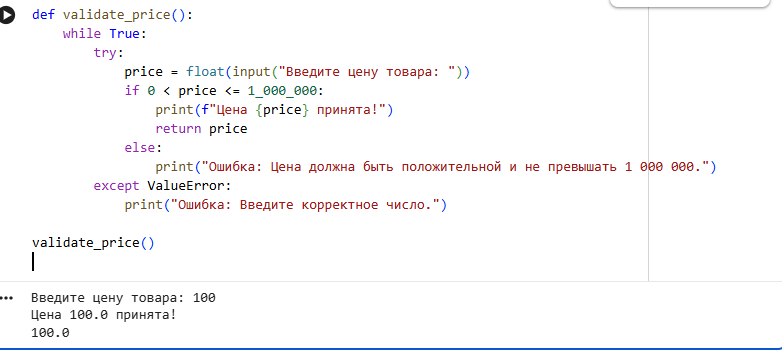 def validate_price():
    while True:
        try:
            price = float(input("Введите цену товара: "))
            if 0 < price <= 1_000_000:
                print(f"Цена {price} принята!")
                return price
            else:
                print("Ошибка: Цена должна быть положительной и не превышать 1 000 000.")
        except ValueError:
            print("Ошибка: Введите корректное число.")
validate_price()
Введите цену товара: 100
Цена 100.0 принята!
100.0